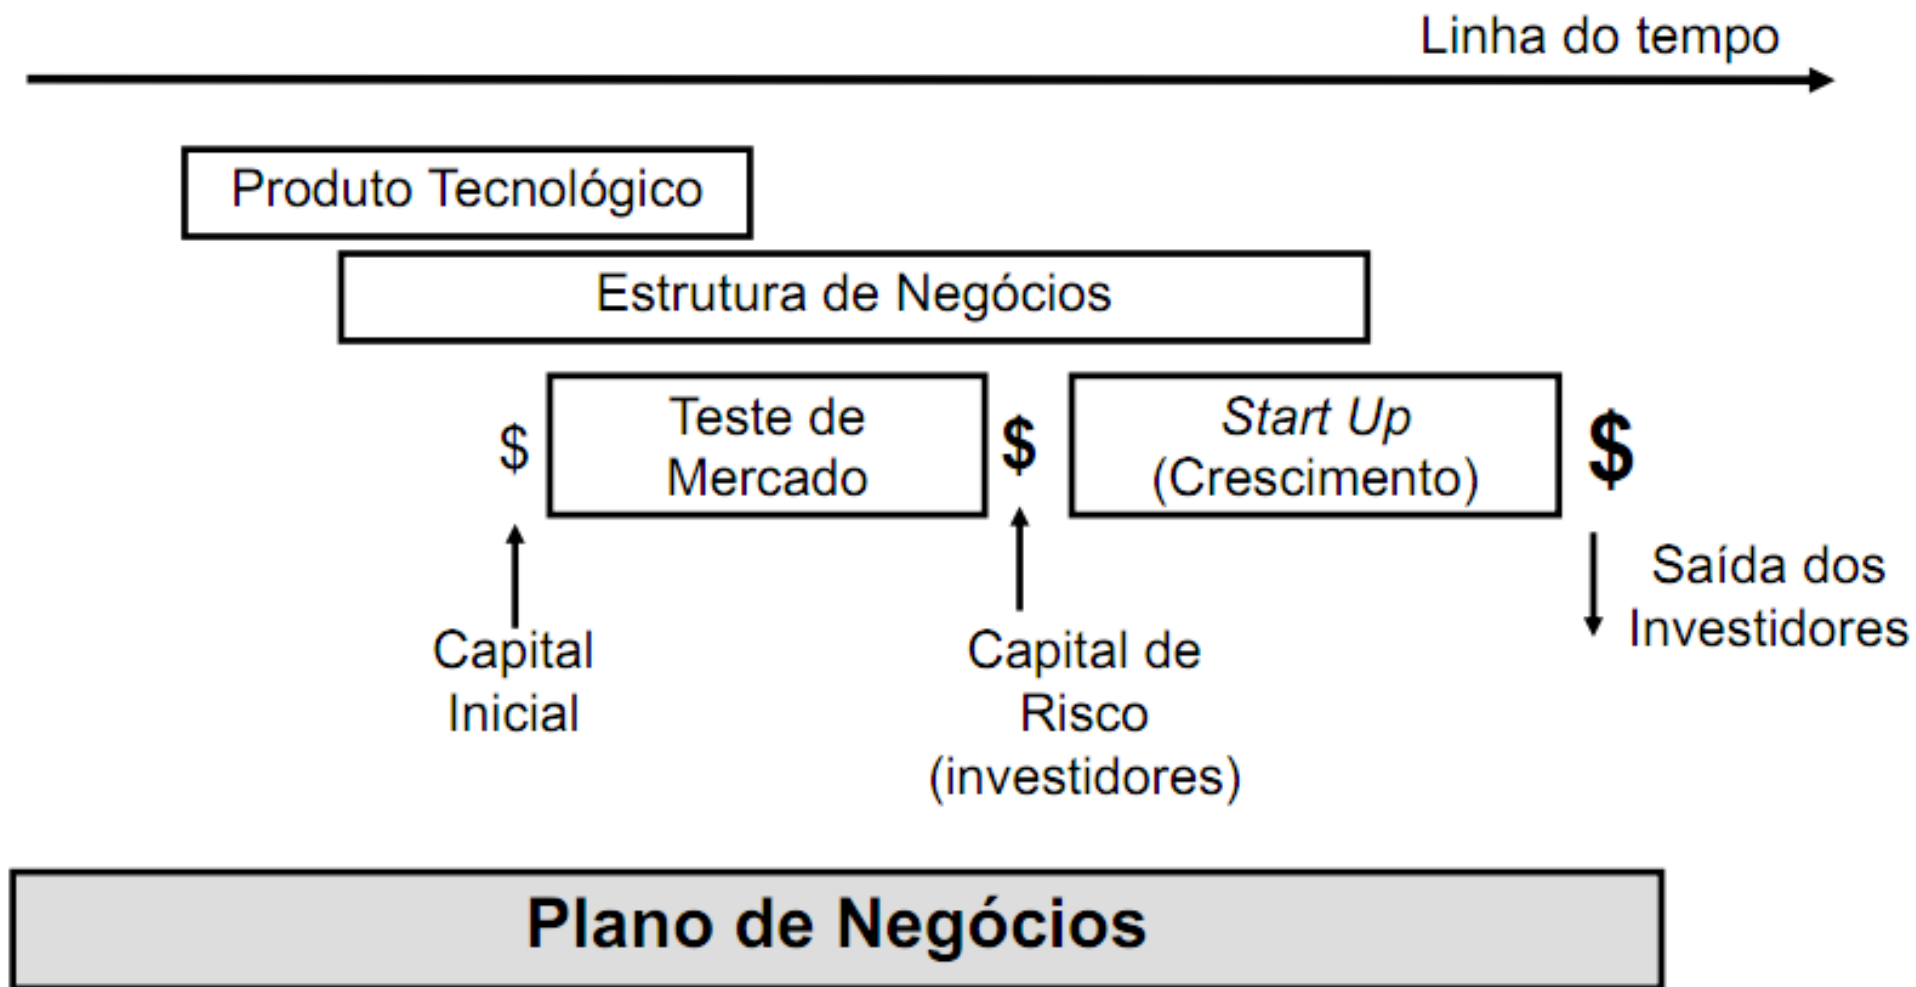 Linha do tempo
Produto Tecnológico
Estrutura de Negócios
$
Teste de
Mercado
$
Start Up
(Crescimento)
$
Capital
Inicial
Capital de
Risco
(investidores)
Saída dos
Investidores
Plano de Negócios